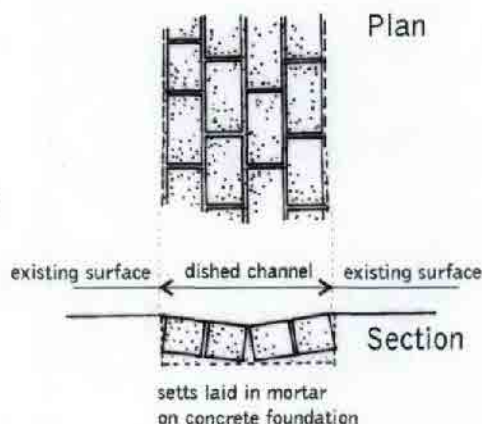 Plan
existing surface
dished channel
existing surface
Section
setts laid in mortar
on concrete foundation